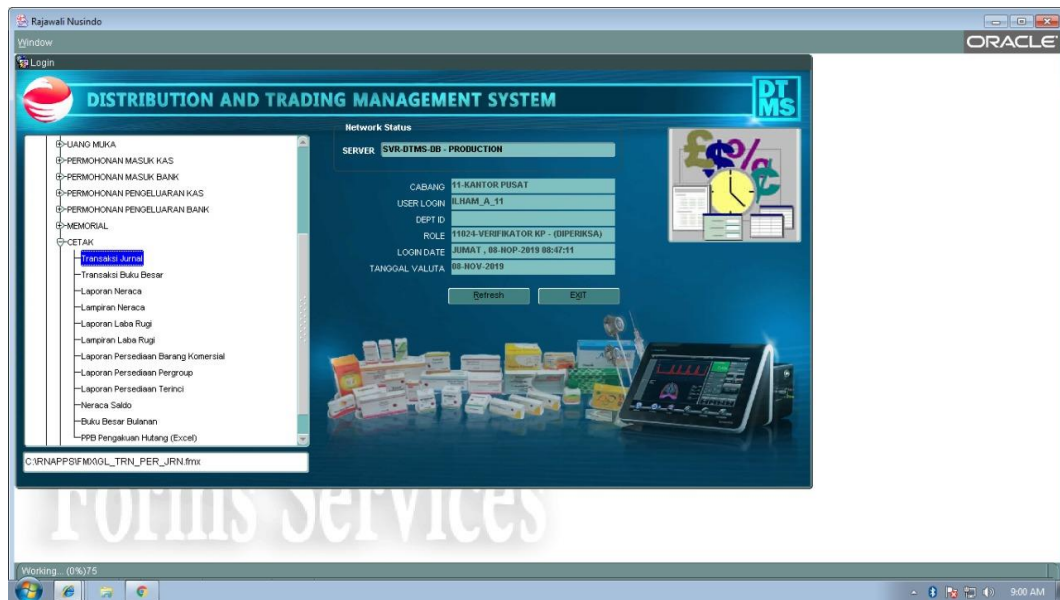 Rajawali Nusindo
Window
ORACLE
Login
DISTRIBUTION AND TRADING MANAGEMENT SYSTEM
DT
MS
UANG MUKA
PERMOHONAN MASUK KAS
PERMOHONAN MASUK BANK
PERMOHONAN PENGELUARAN KAS
PERMOHONAN PENGELUARAN BANK
MEMORIAL
CETAK
Transaksi Jurnal
Transaksi Buku Besar
Laporan Neraca
Lampiran Neraca
Laporan Laba Rugi
Lampiran Laba Rugi
Laporan Persediaan Barang Komersial
Laporan Persediaan Pergroup
Laporan Persediaan Terinci
Neraca Saldo
Buku Besar Bulanan
PPB Pengakuan Hutang (Excel)
C:\RNAPPS\FMX\GL_TRN_PER_JRN.fmx
Network Status
SERVER SVR-DTMS-DB - PRODUCTION
CABANG 11-KANTOR PUSAT
USER LOGIN ILHAM_A_11
DEPT ID
ROLE 11024-VERIFIKATOR KP - (DIPERIKSA)
LOGIN DATE JUMAT , 08-NOP-2019 08:47:11
TANGGAL VALUTA 08-NOV-2019
Refresh EXIT
Forms Services
Working... (0%)75
9:00 AM